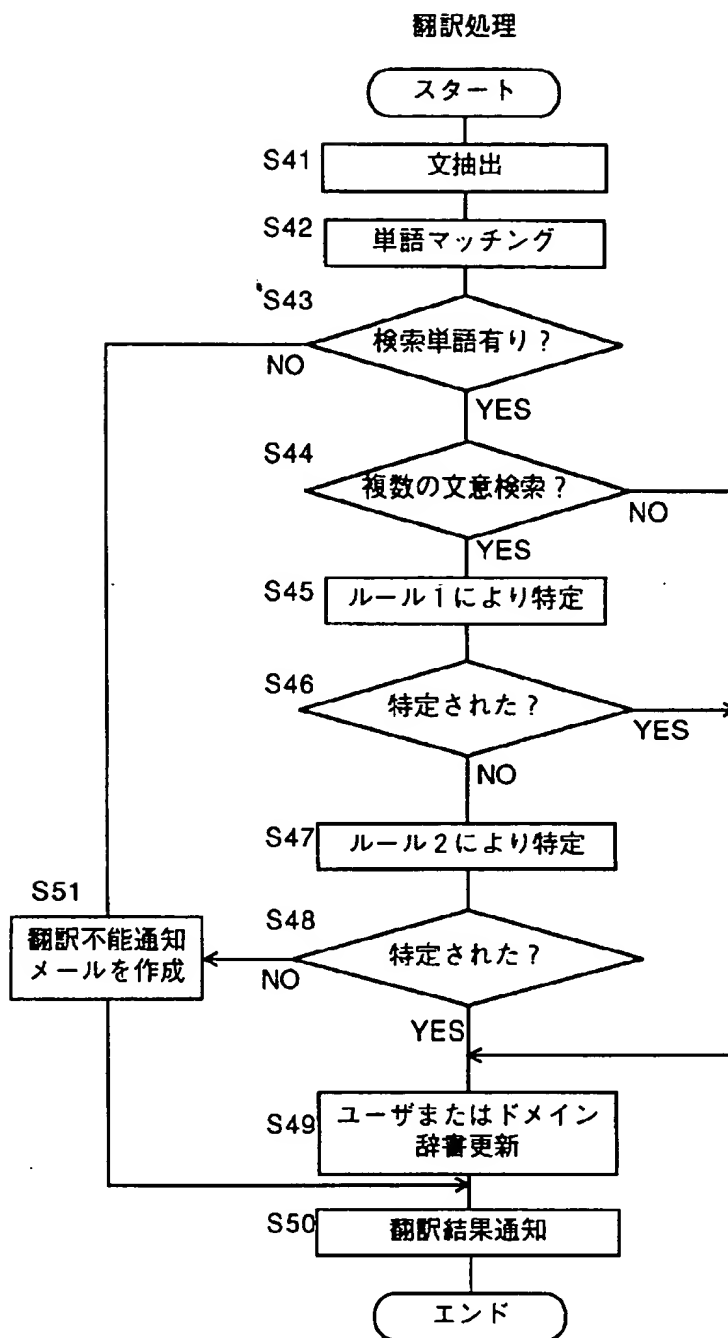 翻訳処理
スタート
S41
文抽出
S42
単語マッチング
S43
検索単語有り？
NO
YES
S44
複数の文意検索？
NO
YES
S45
ルール1により特定
S46
特定された？
YES
NO
S47
ルール2により特定
S51
翻訳不能通知
メールを作成
S48
特定された？
NO
YES
S49
ユーザまたはドメイン
辞書更新
S50
翻訳結果通知
エンド